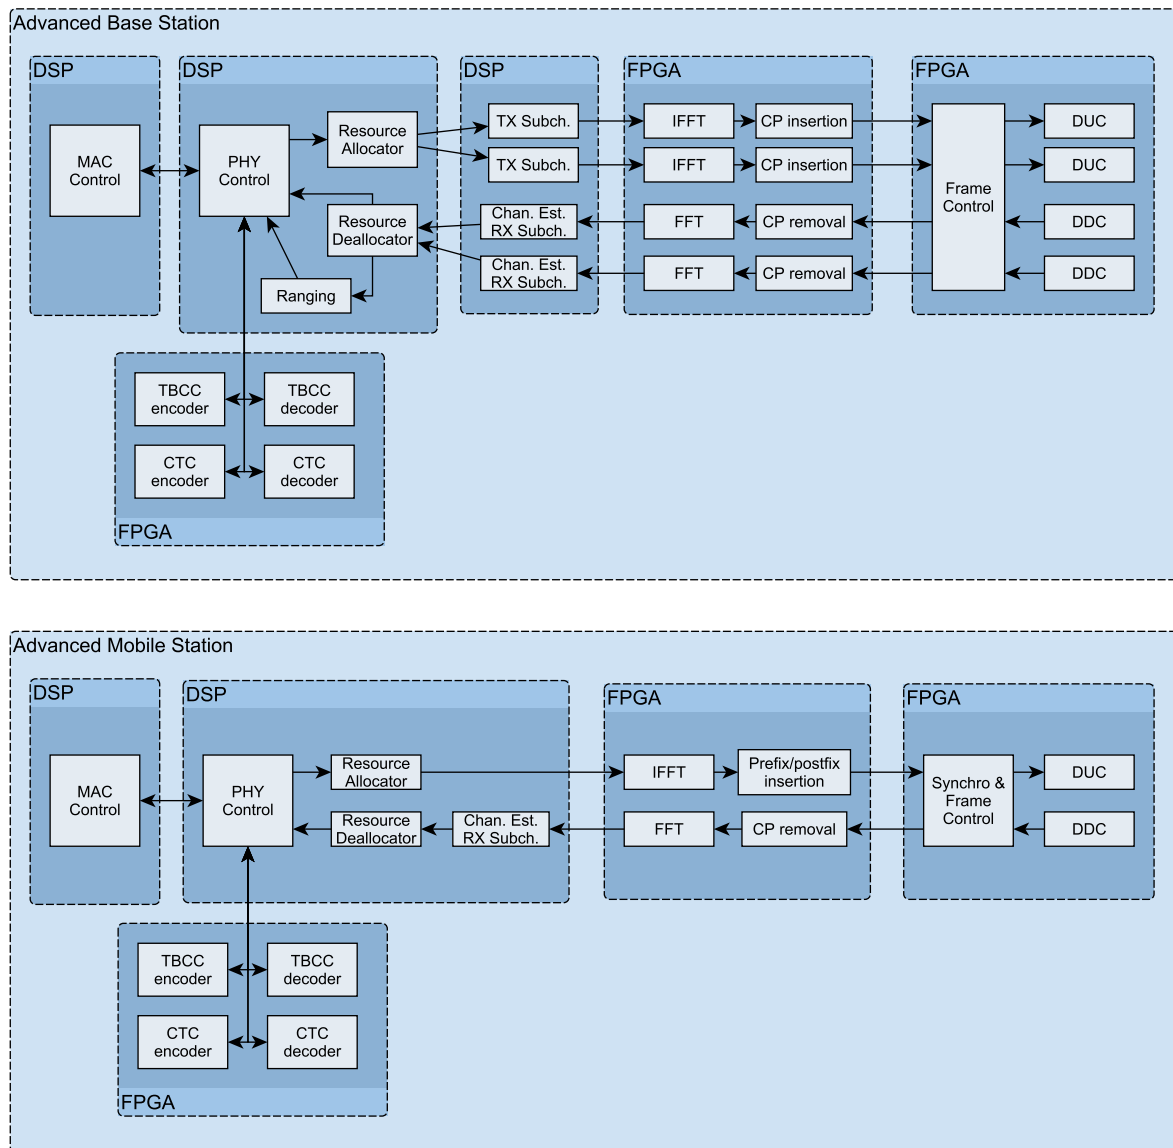 Advanced Base Station
DSP
MAC
Control
DSP
PHY
Control
Resource
Allocator
Resource
Deallocator
Ranging
DSP
TX Subch.
TX Subch.
Chan. Est.
RX Subch.
Chan. Est.
RX Subch.
FPGA
IFFT
CP insertion
IFFT
CP insertion
FFT
CP removal
FFT
CP removal
FPGA
Frame
Control
DUC
DUC
DDC
DDC
TBCC
encoder
TBCC
decoder
CTC
encoder
CTC
decoder
FPGA
Advanced Mobile Station
DSP
MAC
Control
DSP
PHY
Control
Resource
Allocator
Resource
Deallocator
Chan. Est.
RX Subch.
FPGA
IFFT
Prefix/postfix
insertion
FFT
CP removal
FPGA
Synchro &
Frame
Control
DUC
DDC
TBCC
encoder
TBCC
decoder
CTC
encoder
CTC
decoder
FPGA